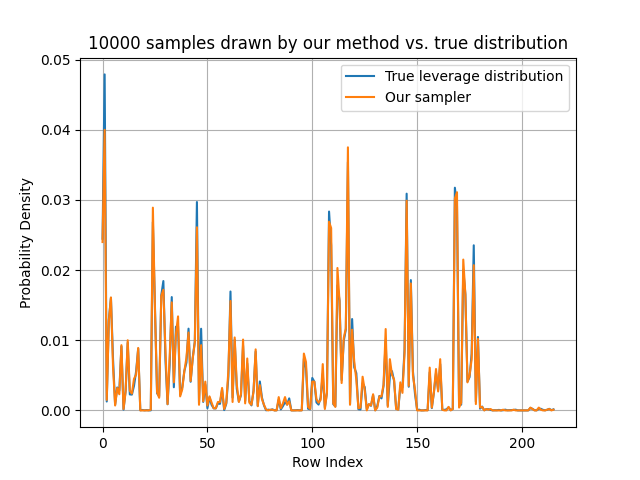 10000 samples drawn by our method vs. true distribution
True leverage distribution
Our sampler
Probability Density
0.05
0.04
0.03
0.02
0.01
0.00
0
50
100
150
200
Row Index